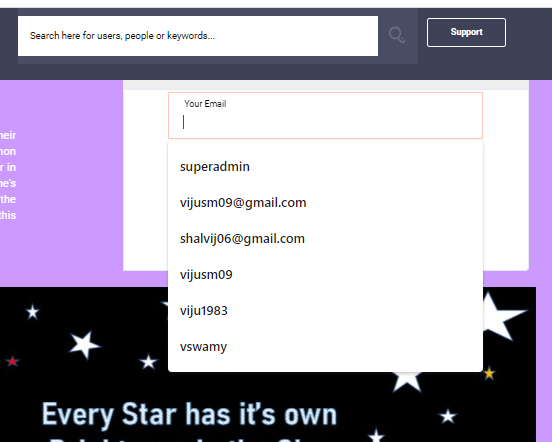 Search here for users, people or keywords...
Support
Your Email
heir
non
r in
ne's
the
this
superadmin
vijusm09@gmail.com
shalvij06@gmail.com
vijusm09
viju1983
vswamy
Every Star has it's own